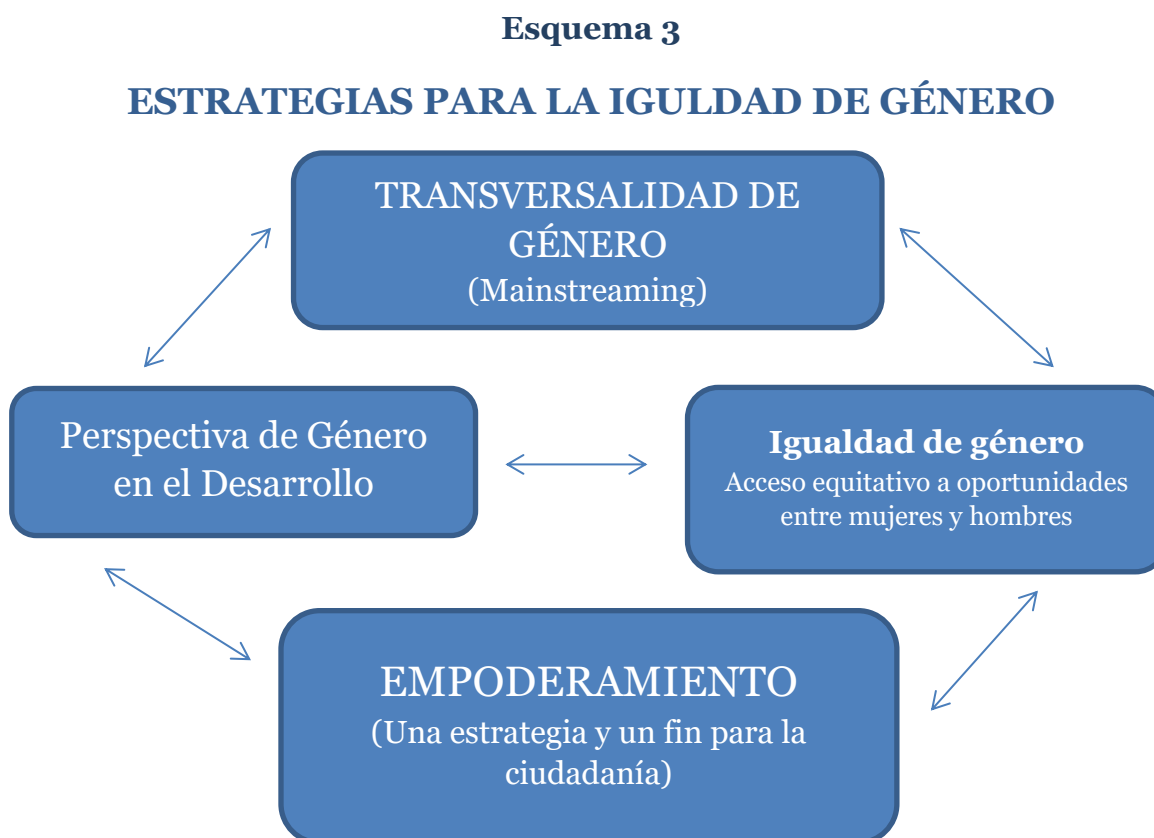 Esquema 3
ESTRATEGIAS PARA LA IGULDAD DE GÉNERO
TRANSVERSALIDAD DE
GÉNERO
(Mainstreaming)
Perspectiva de Género
en el Desarrollo
Igualdad de género
Acceso equitativo a oportunidades
entre mujeres y hombres
EMPODERAMIENTO
(Una estrategia y un fin para la
ciudadanía)